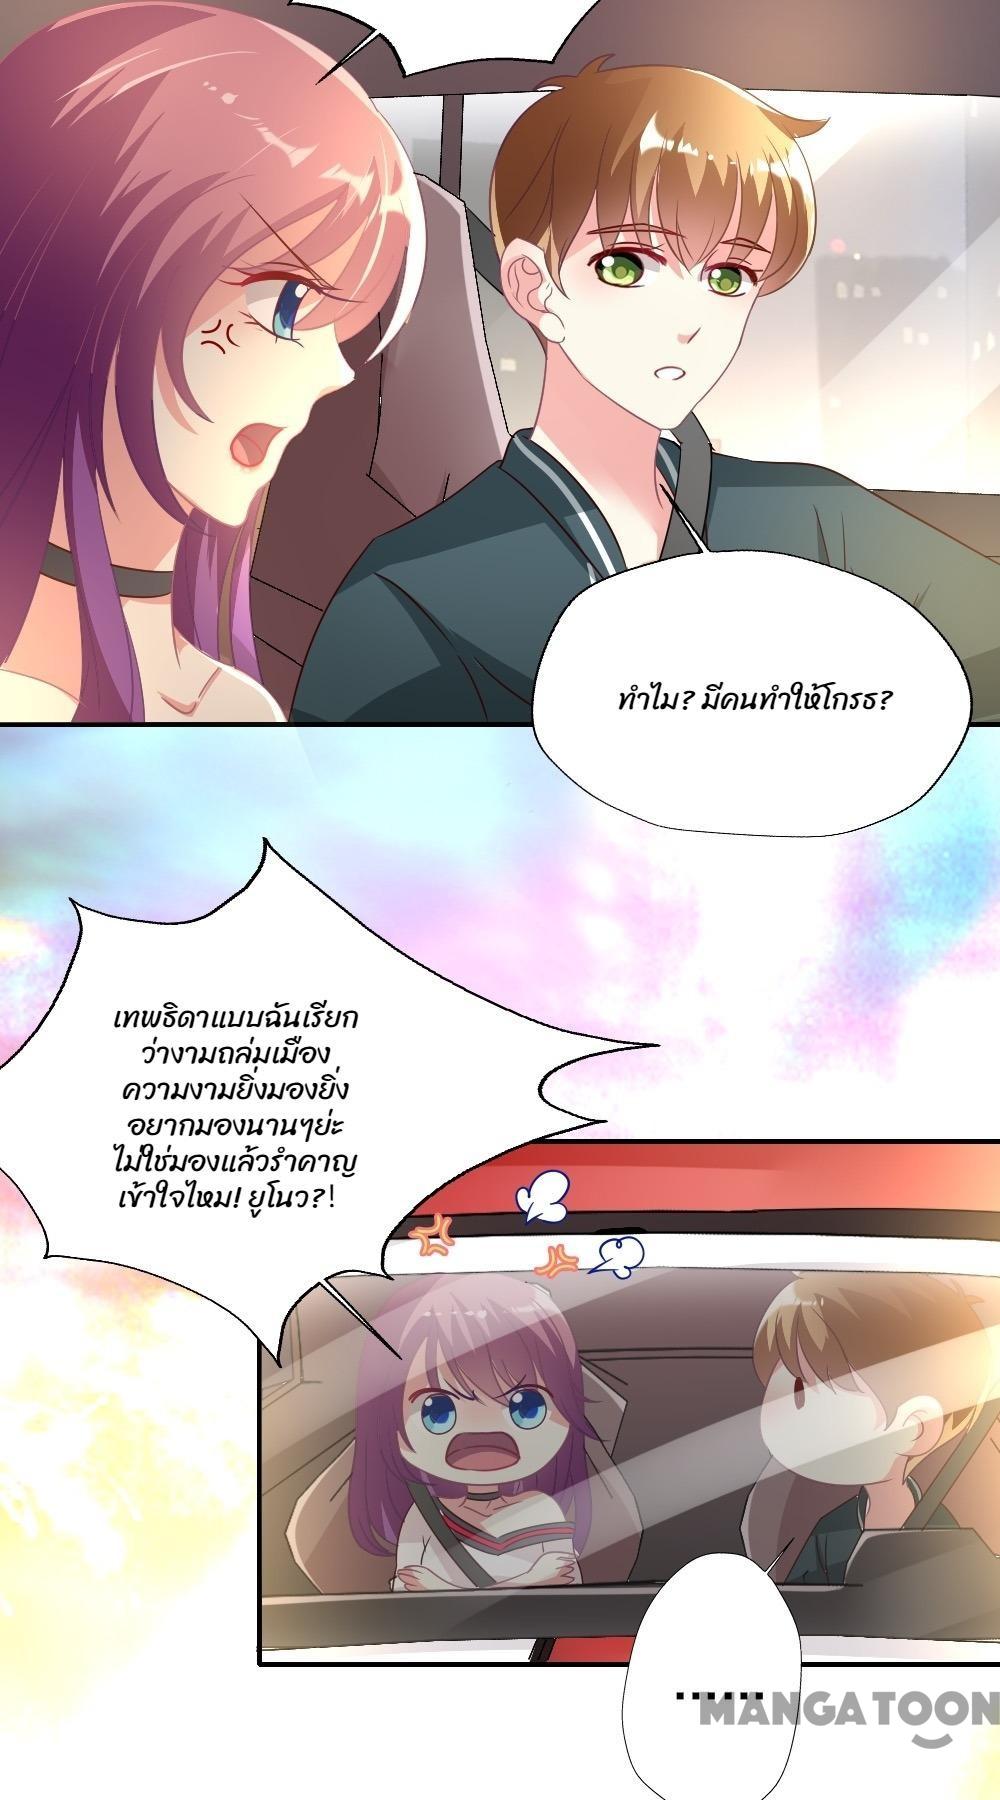 ทำไม? มีคนทำให้โกรธ?
เทพธิดาแบบฉันเรียก
ว่างามถล่มเมือง
ความงามยิ่งมองยิ่ง
อยากมองนานๆย่ะ
ไม่ใช่มองแล้วรำคาญ
เข้าใจไหม! ยูโนว?!
......
MANGATOON